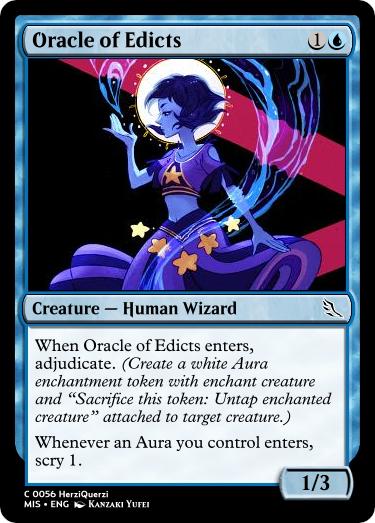 Oracle of Edicts 1
Creature — Human Wizard
When Oracle of Edicts enters,
adjudicate. (Create a white Aura
enchantment token with enchant creature
and “Sacrifice this token: Untap enchanted
creature” attached to target creature.)
Whenever an Aura you control enters,
scry 1.
1/3
C 0056 HerziQuerzi
MIS • ENG Kanzaki Yufei